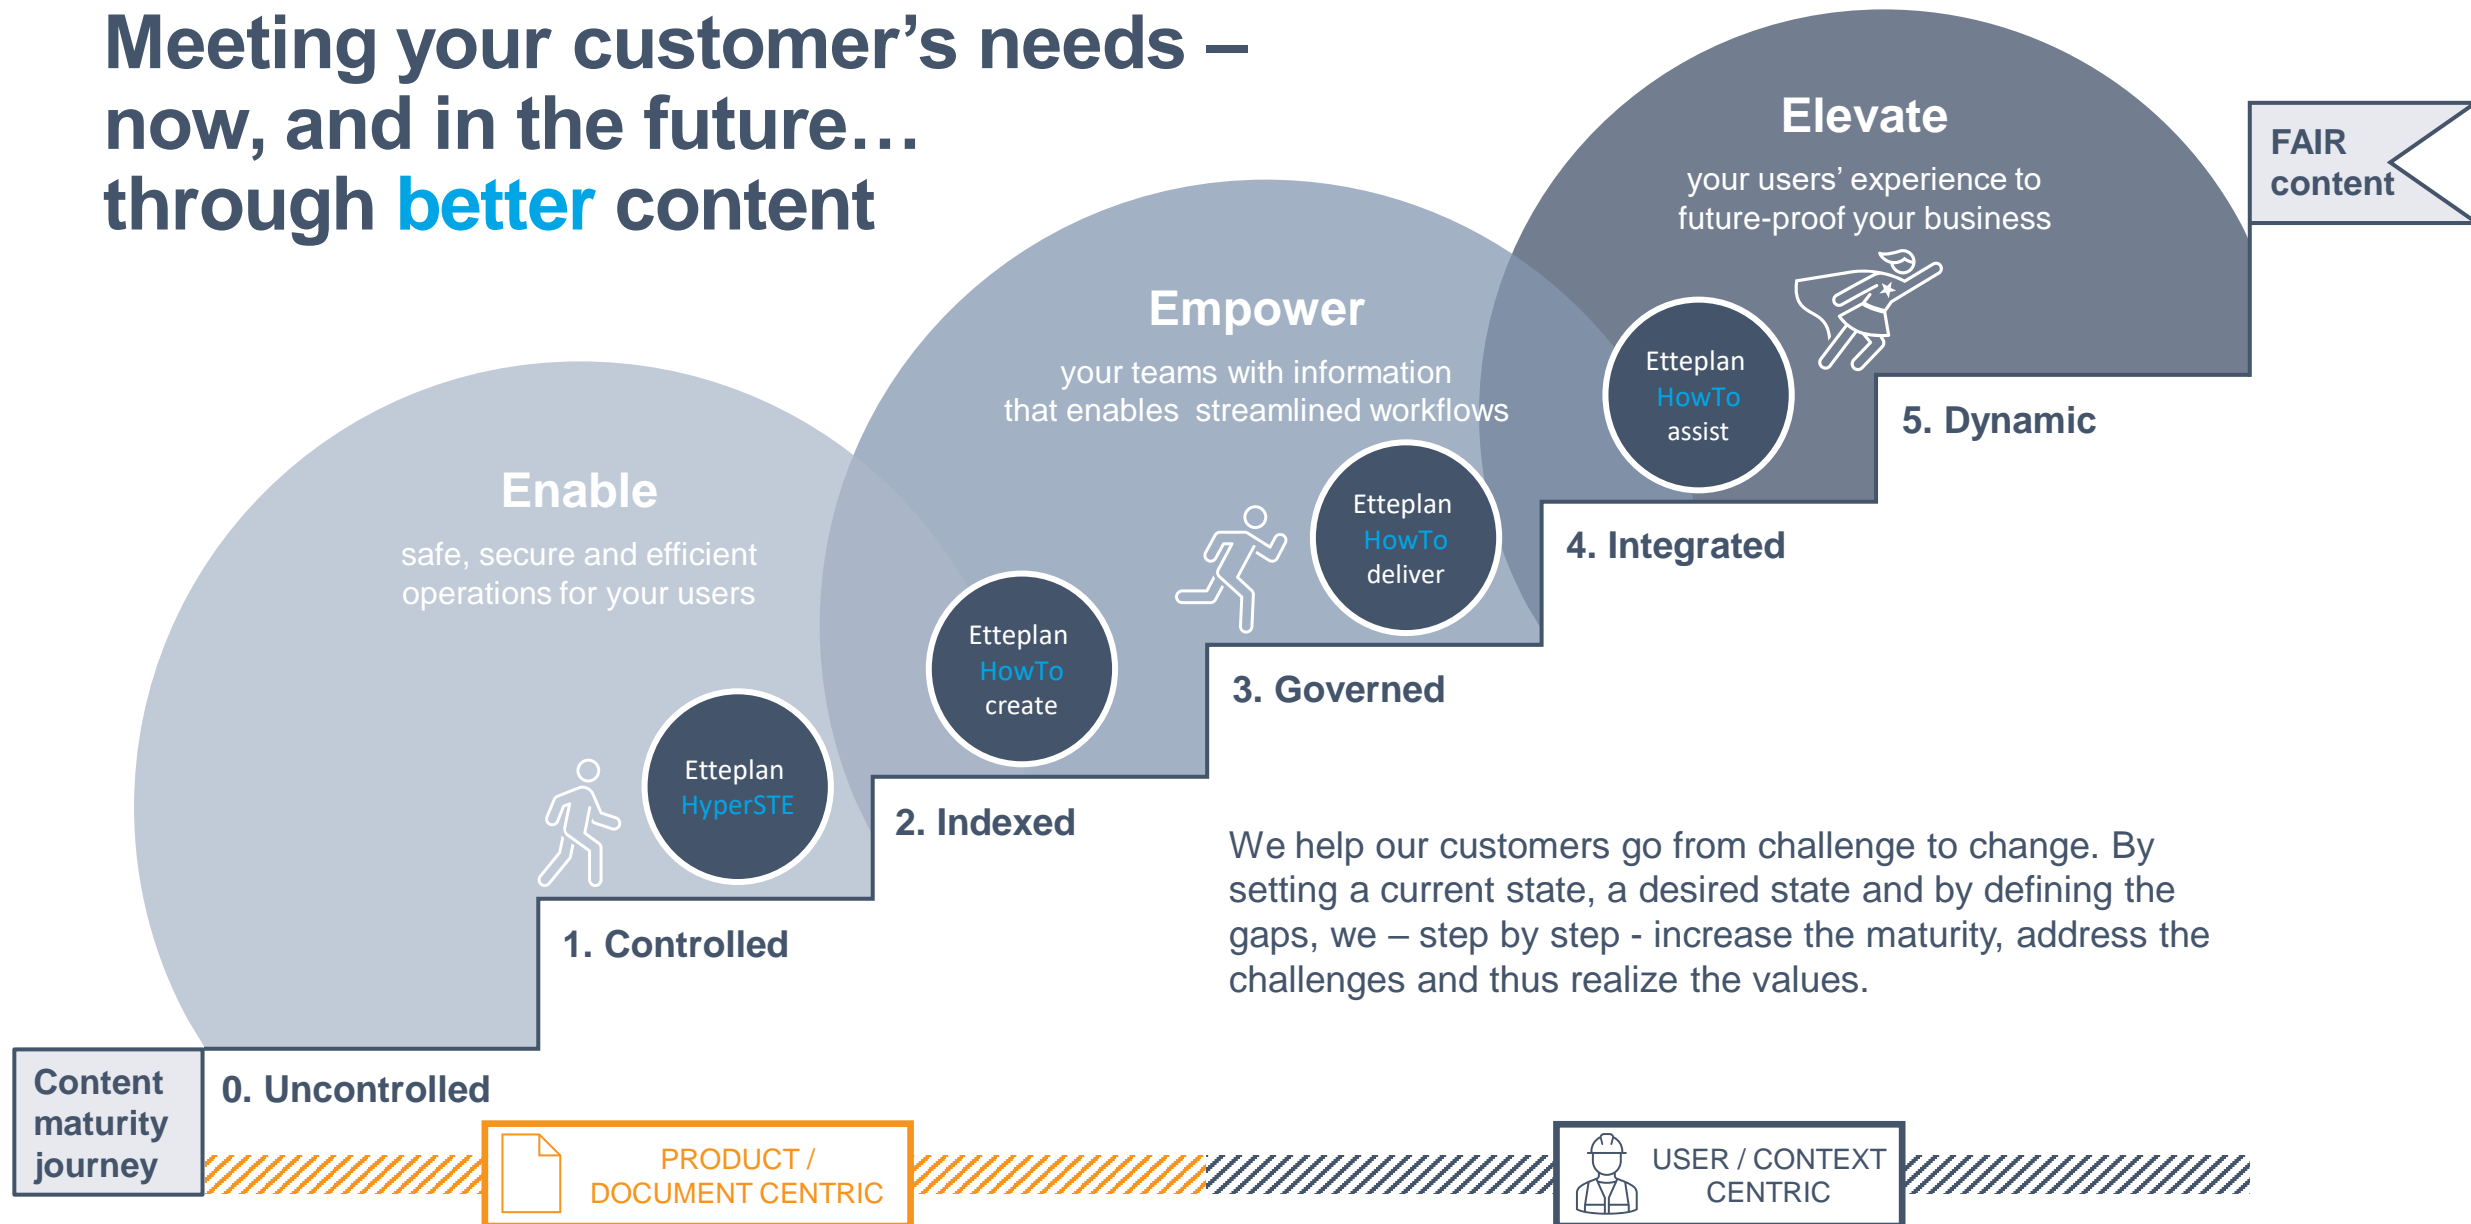 Meeting your customer’s needs –
now, and in the future…
through better content
Elevate
your users’ experience to
future-proof your business
FAIR
content
Empower
your teams with information
that enables  streamlined workflows
Etteplan
HowTo
assist
5. Dynamic
Enable
safe, secure and efficient
operations for your users
Etteplan
HowTo
deliver
4. Integrated
Etteplan
HowTo
create
3. Governed
Etteplan
HyperSTE
2. Indexed
1. Controlled
We help our customers go from challenge to change. By
setting a current state, a desired state and by defining the
gaps, we – step by step - increase the maturity, address the
challenges and thus realize the values.
Content
maturity
journey
0. Uncontrolled
PRODUCT /
DOCUMENT CENTRIC
USER / CONTEXT
CENTRIC